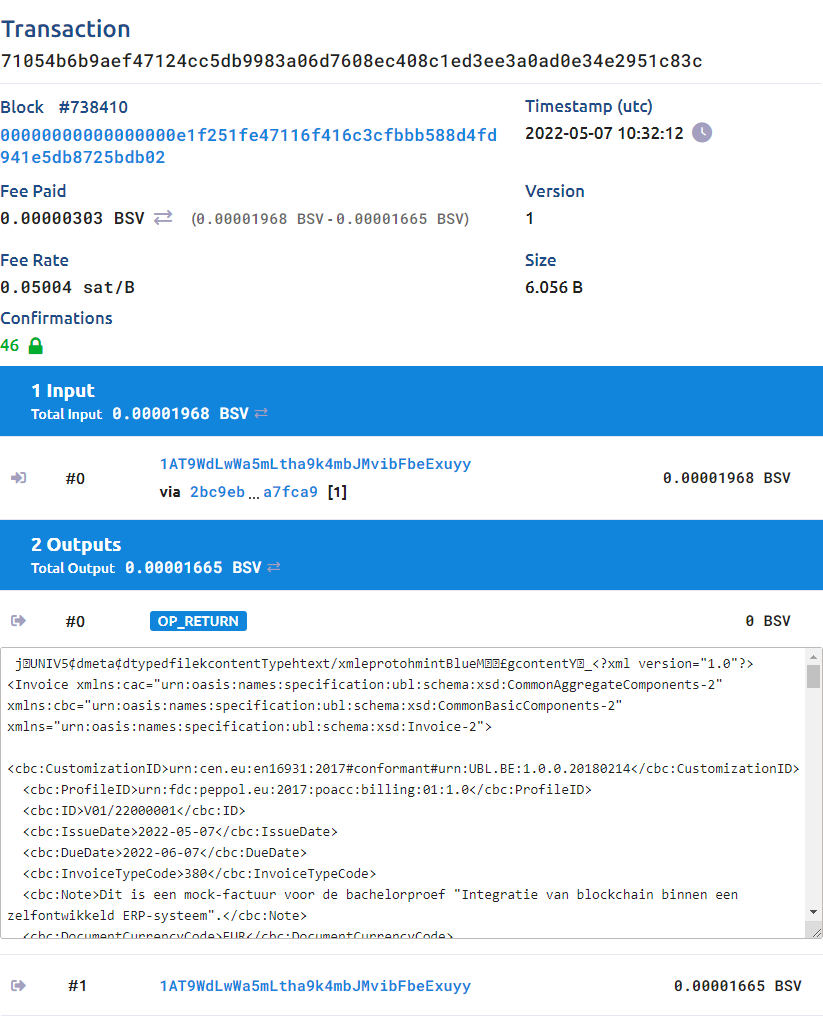 Transaction
71054b6b9aef47124cc5db9983a06d7608ec408c1ed3ee3a0ad0e34e2951c83c
Block #738410
Timestamp (utc)
00000000000000000e1f251fe47116f416c3cfbbb588d4fd
941e5db8725bdb02
2022-05-07 10:32:12
Fee Paid
Version
0.00000303 BSV (0.00001968 BSV-0.00001665 BSV)
1
Fee Rate
Size
0.05004 sat/B
6.056 B
Confirmations
46
1 Input
Total Input 0.00001968 BSV
#0
1AT9WdLwWa5mLtha9k4mbJMvibFbeExuyy
via 2bc9eb...a7fca9 [1]
0.00001968 BSV
2 Outputs
Total Output 0.00001665 BSV
#0 OP_RETURN 0 BSV
j UNIV5¢dmeta¢dtypedfilekcontentTypehtext/xmleprotohmintBlueM £gcontentY _<?xml version="1.0"?>
<Invoice xmlns:cac="urn:oasis:names:specification:ubl:schema:xsd:CommonAggregateComponents-2"
xmlns:cbc="urn:oasis:names:specification:ubl:schema:xsd:CommonBasicComponents-2"
xmlns="urn:oasis:names:specification:ubl:schema:xsd:Invoice-2">
<cbc:CustomizationID>urn:cen.eu:en16931:2017#conformant#urn:UBL.BE:1.0.0.20180214</cbc:CustomizationID>
<cbc:ProfileID>urn:fdc:peppol.eu:2017:poacc:billing:01:1.0</cbc:ProfileID>
<cbc:ID>V01/22000001</cbc:ID>
<cbc:IssueDate>2022-05-07</cbc:IssueDate>
<cbc:DueDate>2022-06-07</cbc:DueDate>
<cbc:InvoiceTypeCode>380</cbc:InvoiceTypeCode>
<cbc:Note>Dit is een mock-factuur voor de bachelorproef "Integratie van blockchain binnen een
zelfontwikkeld ERP-systeem".</cbc:Note>
<cbc:DocumentCurrencyCode>EUR</cbc:DocumentCurrencyCode>
#1 1AT9WdLwWa5mLtha9k4mbJMvibFbeExuyy 0.00001665 BSV